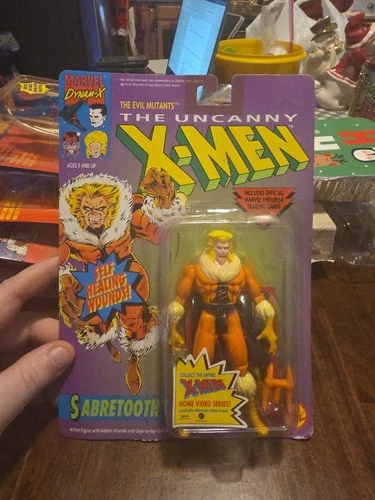 MARVEL
DYNAM-X
THE EVIL MUTANTS™
THE UNCANNY
X-MEN
AGES 5 AND UP
INCLUDES OFFICIAL
MARVEL UNIVERSE
TRADING CARD!
SELF
HEALING
WOUNDS!
COLLECT THE ENTIRE
X-MEN
HOME VIDEO SERIES!
SABRETOOTH